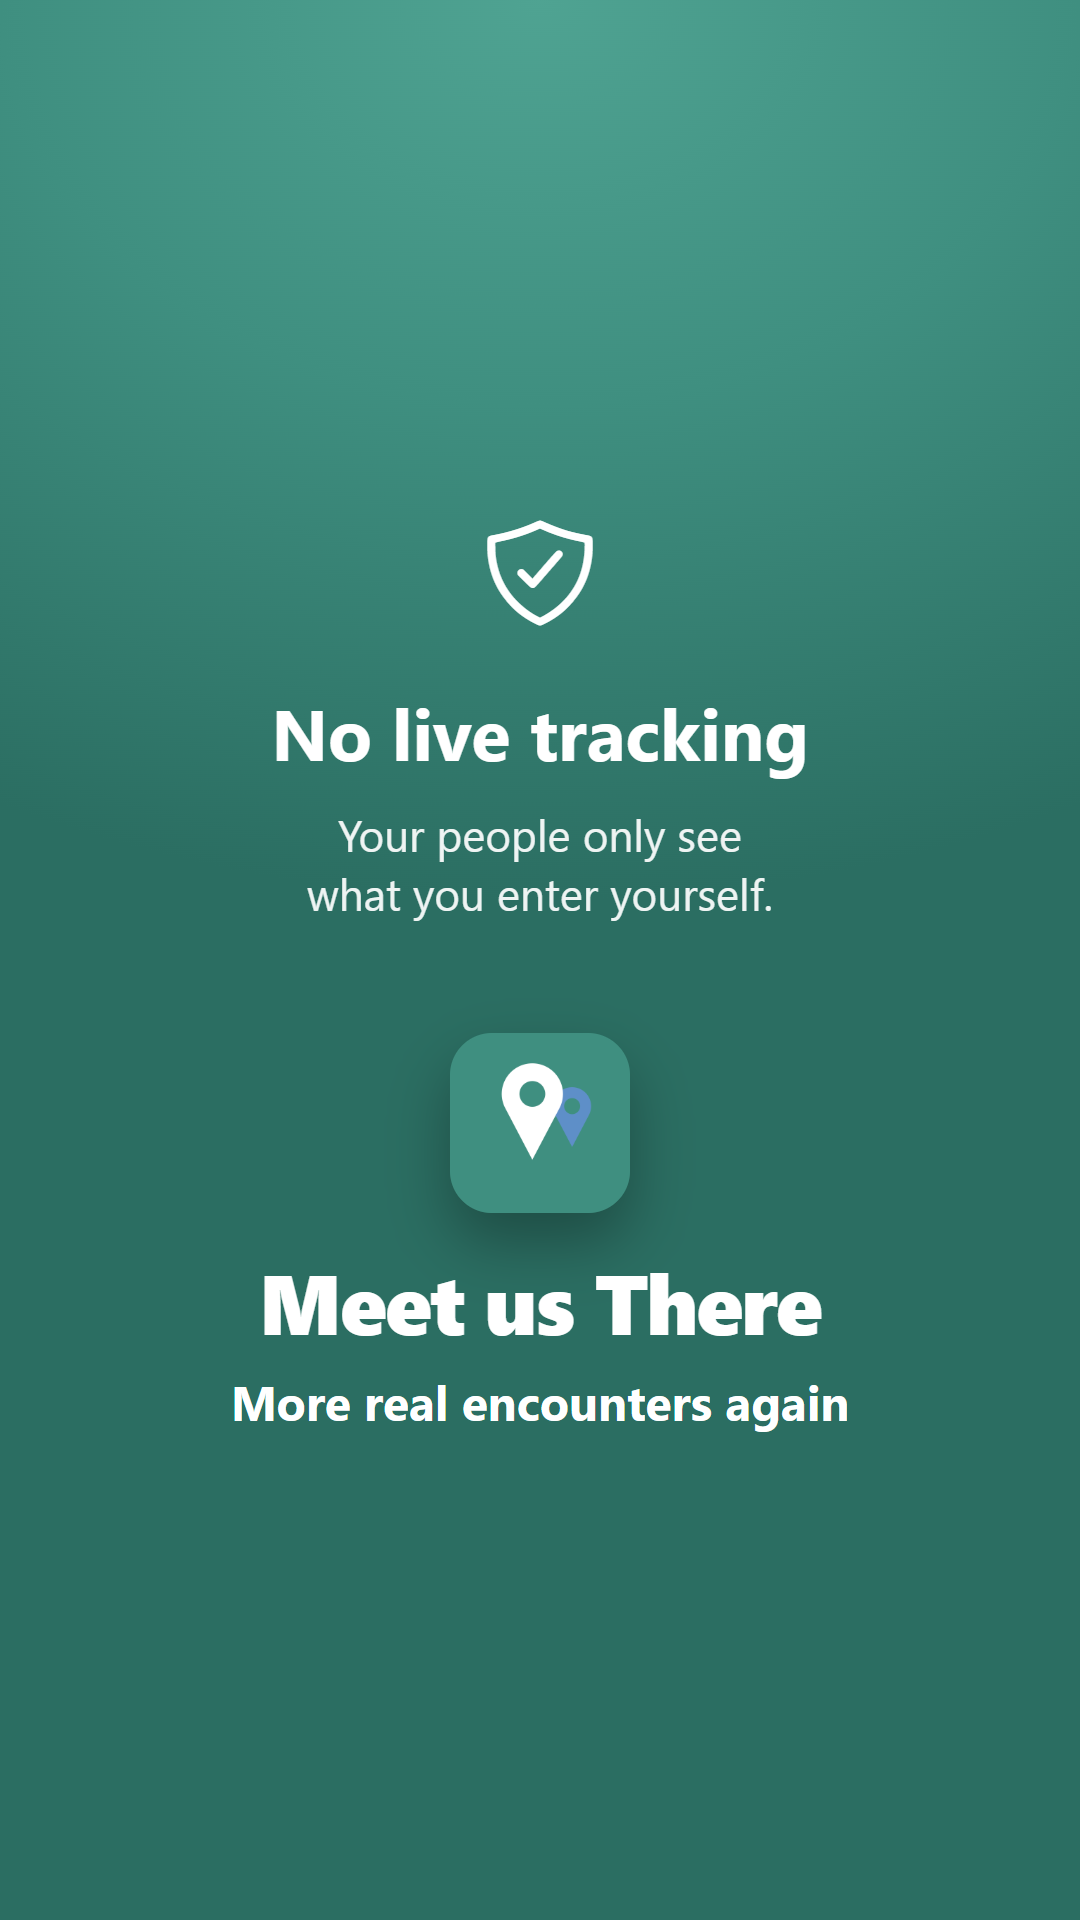 No live tracking
Your people only see
what you enter yourself.
Meet us There
More real encounters again